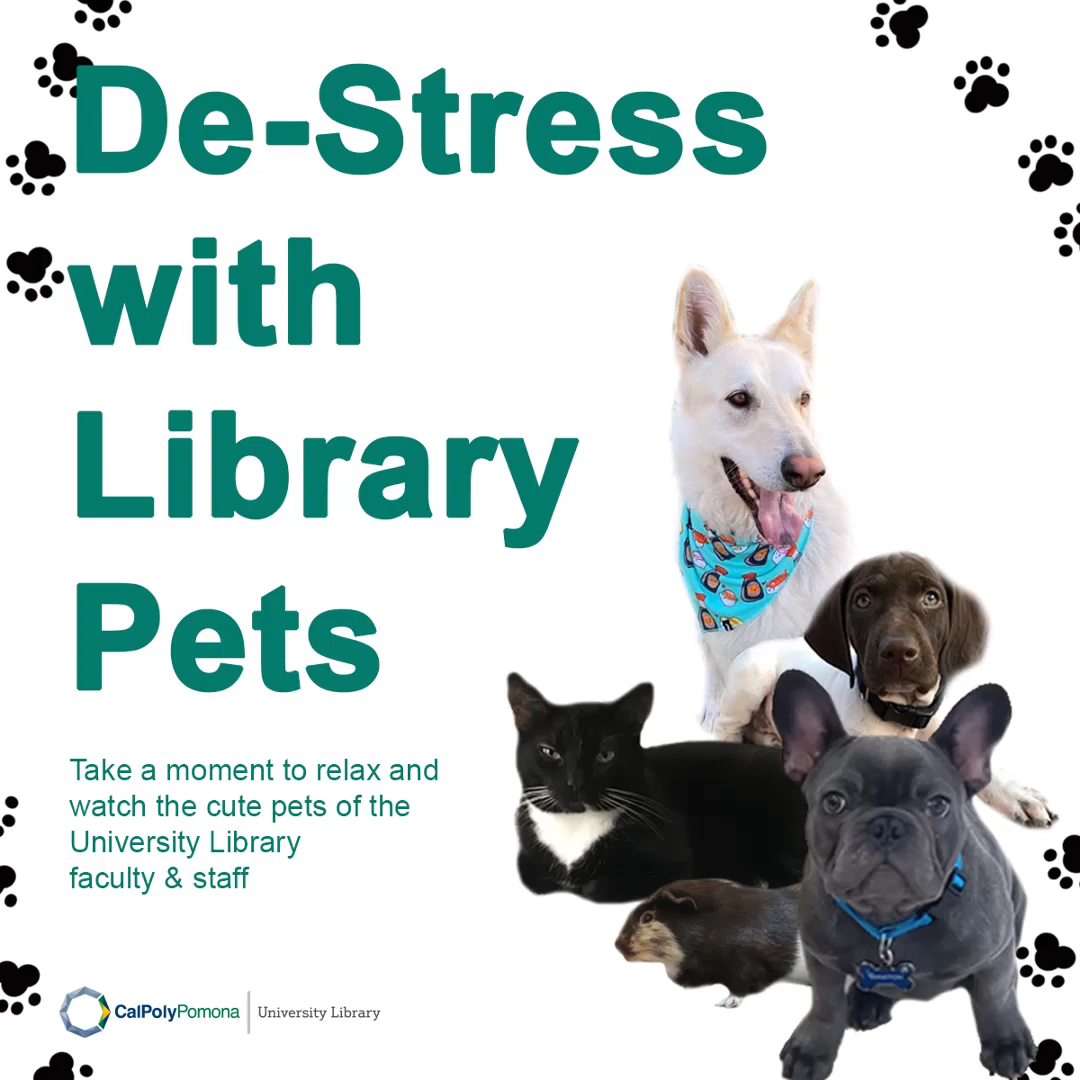 De-Stress
with
Library
Pets
Take a moment to relax and
watch the cute pets of the
University Library
faculty & staff
CalPolyPomona | University Library